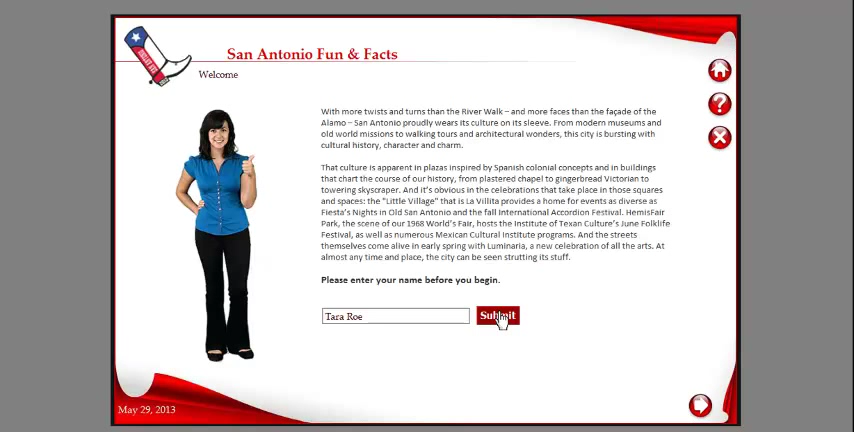 San Antonio Fun & Facts
Welcome
With more twists and turns than the River Walk – and more faces than the façade of the
Alamo – San Antonio proudly wears its culture on its sleeve. From modern museums and
old world missions to walking tours and architectural wonders, this city is bursting with
cultural history, character and charm.
That culture is apparent in plazas inspired by Spanish colonial concepts and in buildings
that chart the course of our history, from plastered chapel to gingerbread Victorian to
towering skyscraper. And it's obvious in the celebrations that take place in those squares
and spaces: the "Little Village" that is La Villita provides a home for events as diverse as
Fiesta's Nights in Old San Antonio and the fall International Accordion Festival. HemisFair
Park, the scene of our 1968 World's Fair, hosts the Institute of Texan Culture's June Folklife
Festival, as well as numerous Mexican Cultural Institute programs. And the streets
themselves come alive in early spring with Luminaria, a new celebration of all the arts. At
almost any time and place, the city can be seen strutting its stuff.
Please enter your name before you begin.
Tara Roe
Submit
?
May 29, 2013